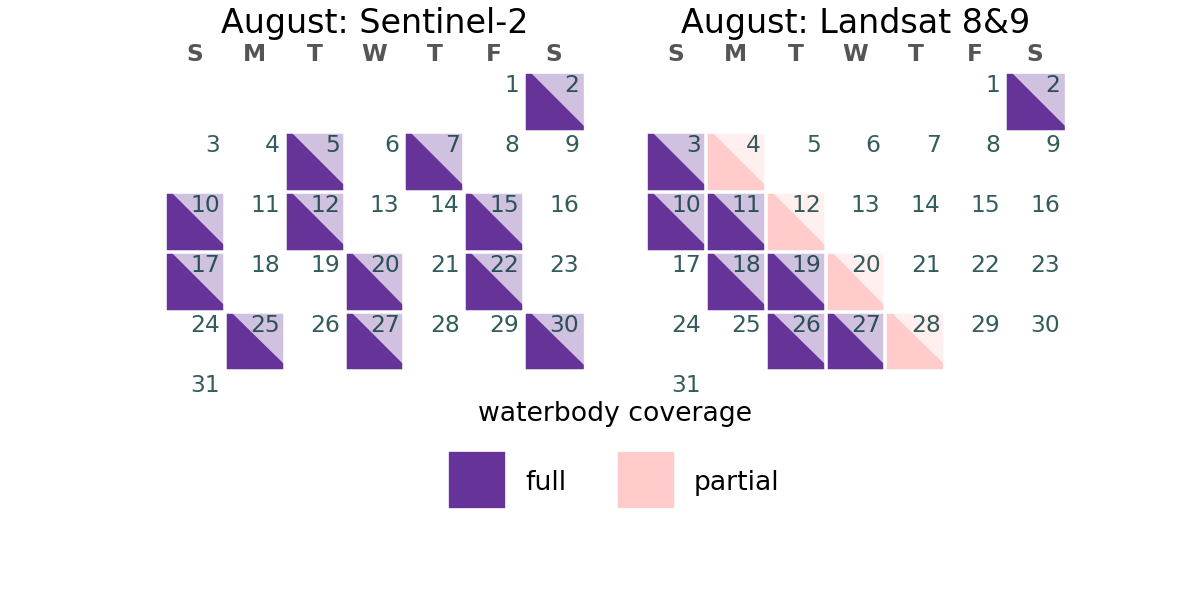 August: Sentinel-2
S M T W T F S
1 2
3 4 5 6 7 8 9
10 11 12 13 14 15 16
17 18 19 20 21 22 23
24 25 26 27 28 29 30
31
August: Landsat 8&9
S M T W T F S
1 2
3 4 5 6 7 8 9
10 11 12 13 14 15 16
17 18 19 20 21 22 23
24 25 26 27 28 29 30
31
waterbody coverage
full partial